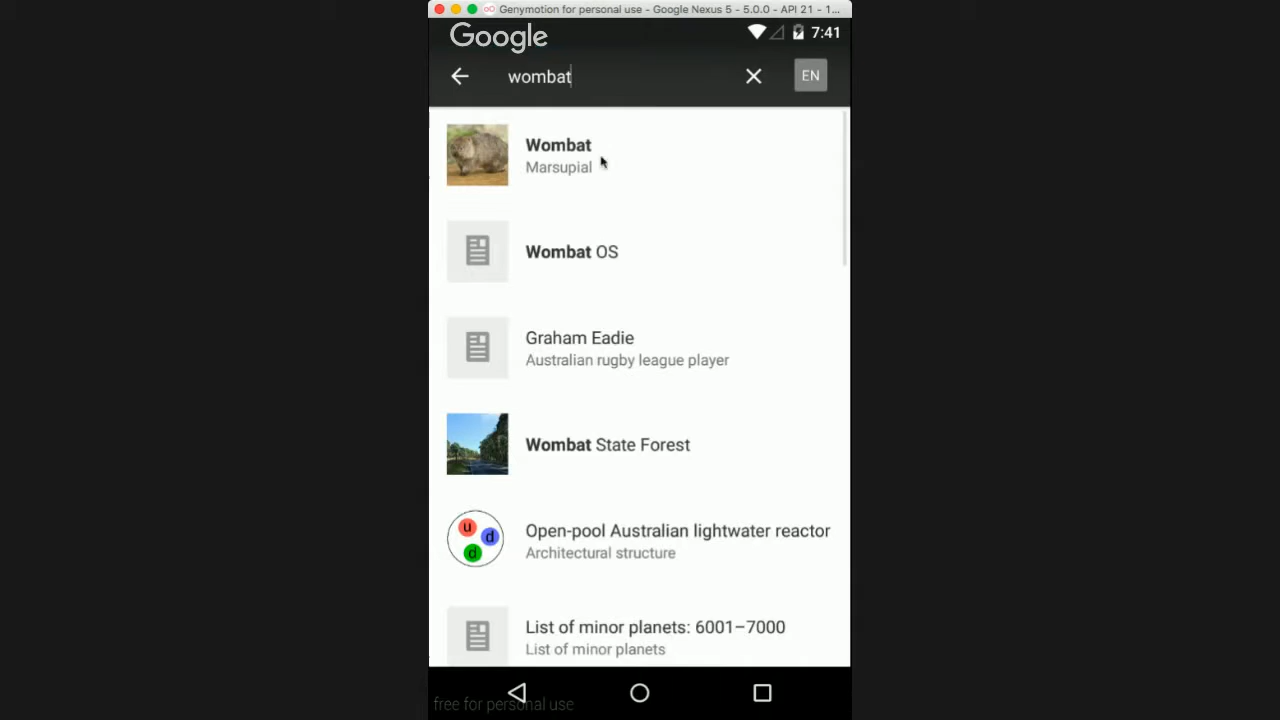 Genymotion for personal use - Google Nexus 5 - 5.0.0 - API 21 - 1...
Google
7:41
wombat
EN
Wombat
Marsupial
Wombat OS
Graham Eadie
Australian rugby league player
Wombat State Forest
u
d
d
Open-pool Australian lightwater reactor
Architectural structure
List of minor planets: 6001–7000
List of minor planets
free for personal use